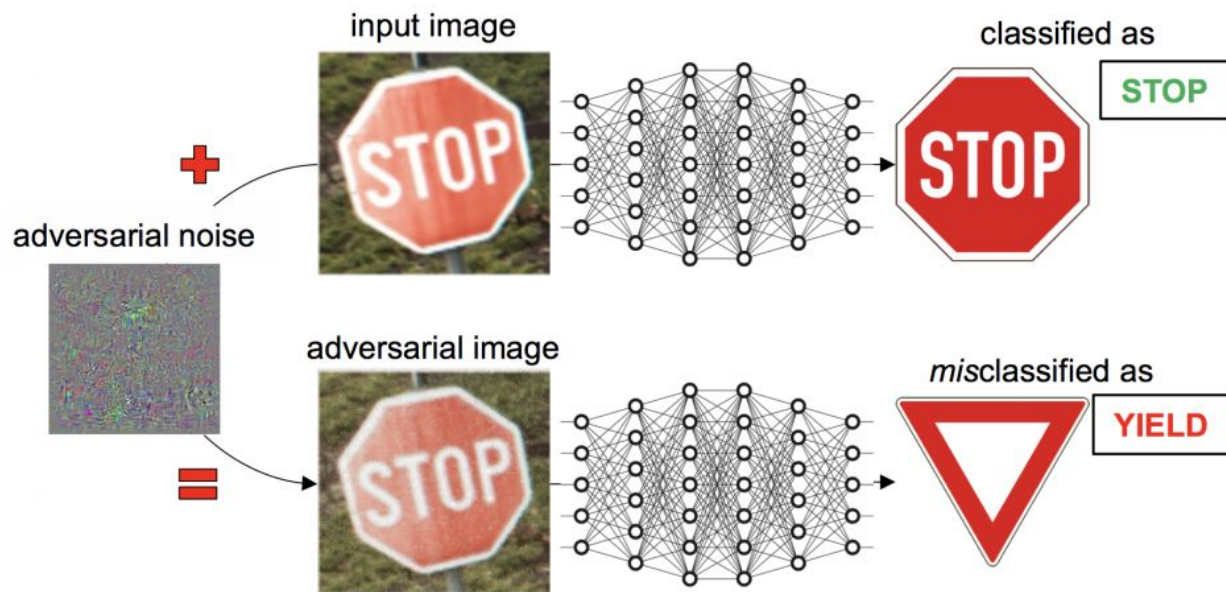 input image
classified as
STOP
STOP
STOP
adversarial noise
adversarial image
misclassified as
STOP
YIELD